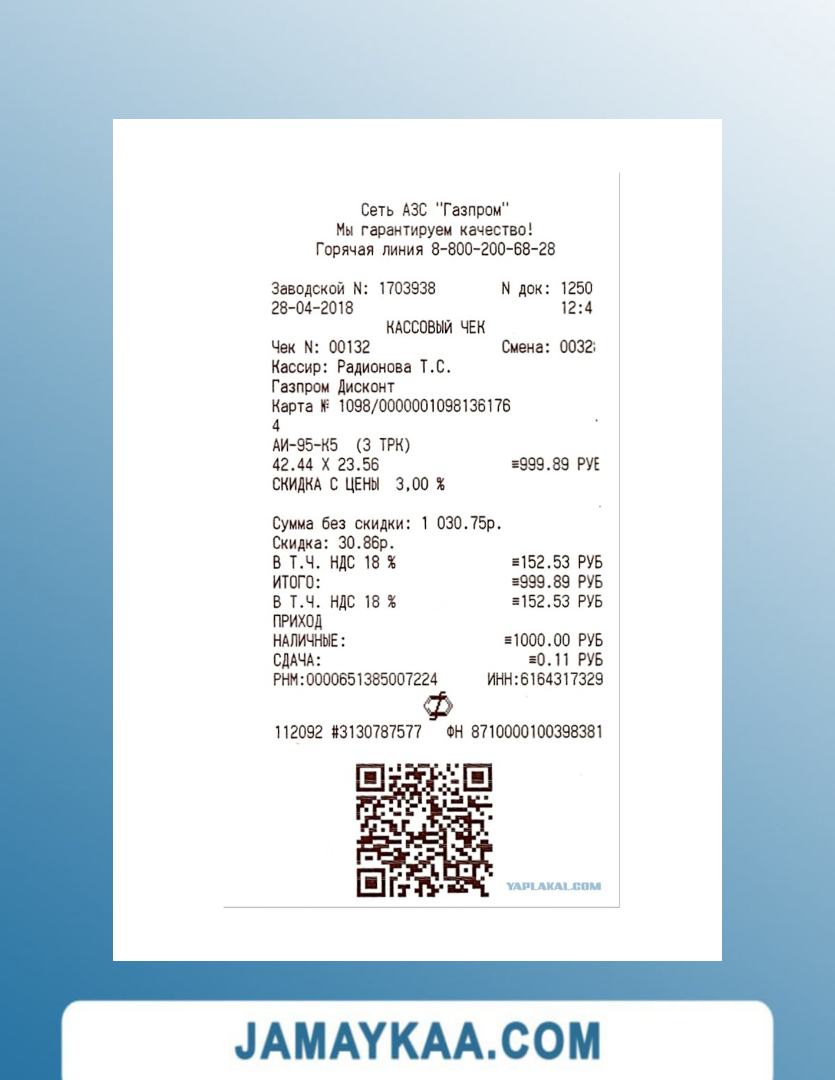 Сеть АЗС "Газпром"
Мы гарантируем качество!
Горячая линия 8-800-200-68-28
Заводской N: 1703938 N док: 1250
28-04-2018 12:4
КАССОВЫЙ ЧЕК
Чек N: 00132 Смена: 0032
Кассир: Радионова Т.С.
Газпром Дисконт
Карта № 1098/0000001098136176
4
АИ-95-К5 (3 ТРК)
42.44 X 23.56 ≡999.89 РУБ
СКИДКА С ЦЕНЫ 3,00 %
Сумма без скидки: 1 030.75р.
Скидка: 30.86р.
В Т.Ч. НДС 18 % ≡152.53 РУБ
ИТОГО: ≡999.89 РУБ
В Т.Ч. НДС 18 % ≡152.53 РУБ
ПРИХОД
НАЛИЧНЫЕ: ≡1000.00 РУБ
СДАЧА: ≡0.11 РУБ
РНМ:0000651385007224 ИНН:6164317329
112092 #3130787577 ФН 8710000100398381
YAPLAKAL.COM
JAMAYKAA.COM